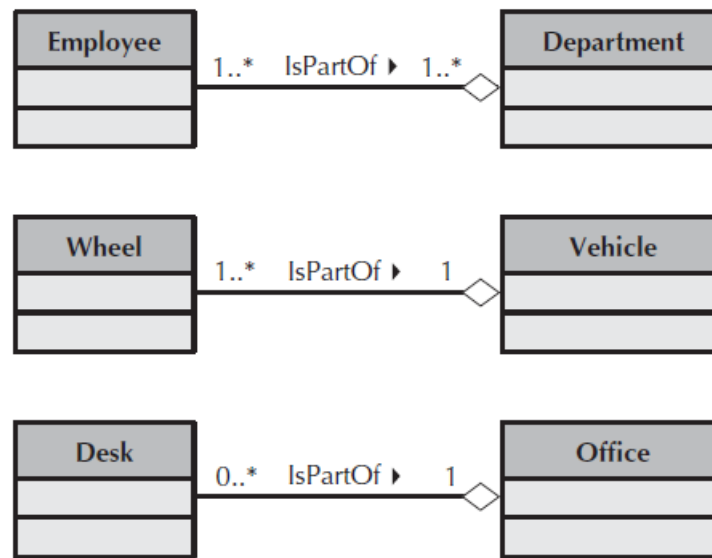 Employee Department
1..* IsPartOf 1..*
Wheel Vehicle
1..* IsPartOf 1
Desk Office
0..* IsPartOf 1